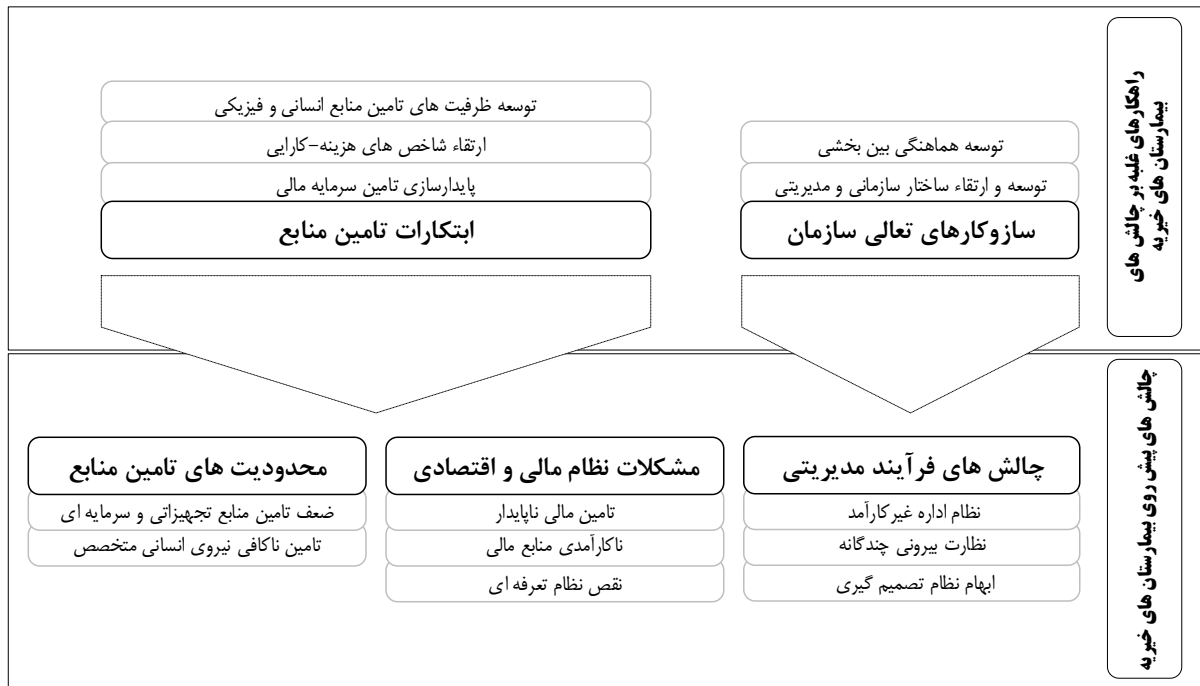 راهکارهای غلبه بر چالش های
بیمارستان های خیریه
توسعه هماهنگی بین بخشی
توسعه و ارتقاء ساختار سازمانی و مدیریتی
سازوکارهای تعالی سازمان
توسعه ظرفیت های تامین منابع انسانی و فیزیکی
ارتقاء شاخص های هزینه-کارایی
پایدارسازی تامین سرمایه مالی
ابتکارات تامین منابع
چالش های پیش روی بیمارستان های خیریه
چالش های فرآیند مدیریتی
نظام اداره غیرکارآمد
نظارت بیرونی چندگانه
ابهام نظام تصمیم گیری
مشکلات نظام مالی و اقتصادی
تامین مالی ناپایدار
ناکارآمدی منابع مالی
نقص نظام تعرفه ای
محدودیت های تامین منابع
ضعف تامین منابع تجهیزاتی و سرمایه ای
تامین ناکافی نیروی انسانی متخصص